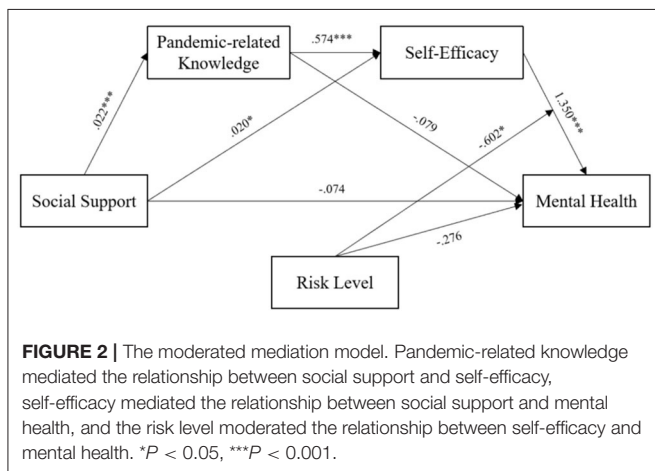 Pandemic-related
Knowledge
.574***
Self-Efficacy
.022***
.020*
-.079
-.602*
1.350***
Social Support
-.074
Mental Health
-.276
Risk Level
FIGURE 2 | The moderated mediation model. Pandemic-related knowledge
mediated the relationship between social support and self-efficacy,
self-efficacy mediated the relationship between social support and mental
health, and the risk level moderated the relationship between self-efficacy and
mental health. *P < 0.05, ***P < 0.001.